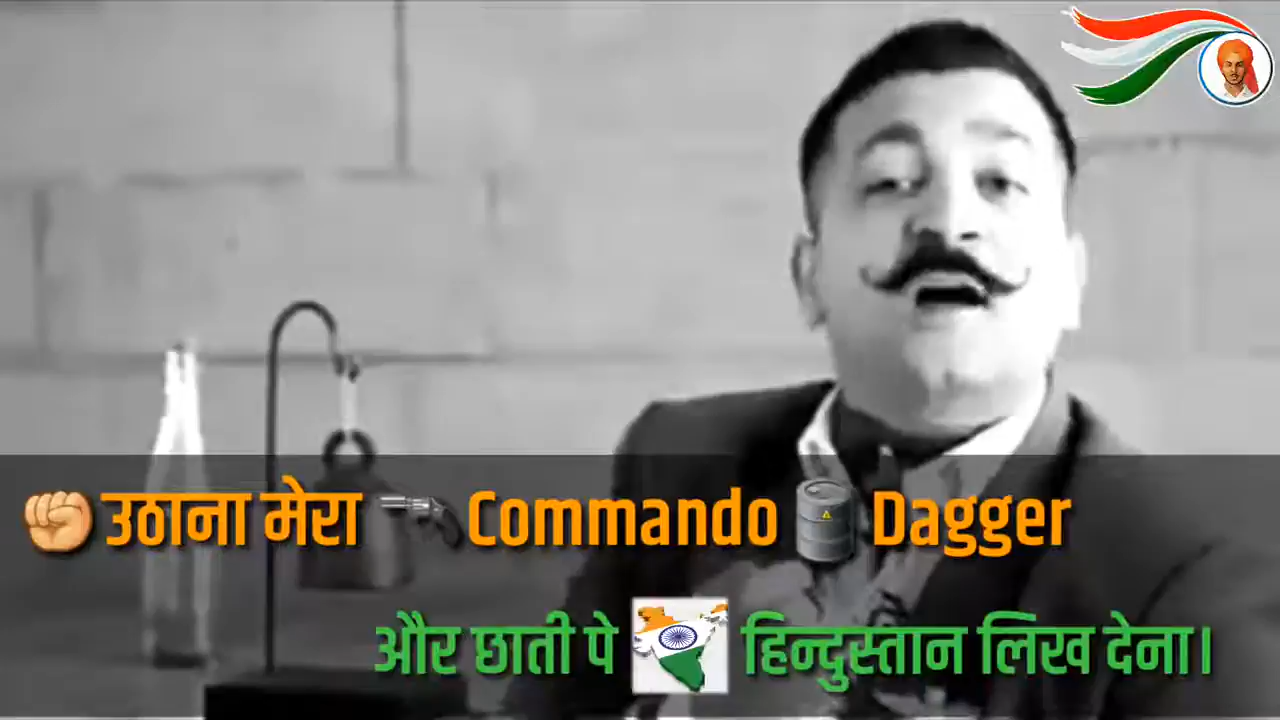 उठाना मेरा Commando Dagger
और छाती पे हिन्दुस्तान लिख देना।